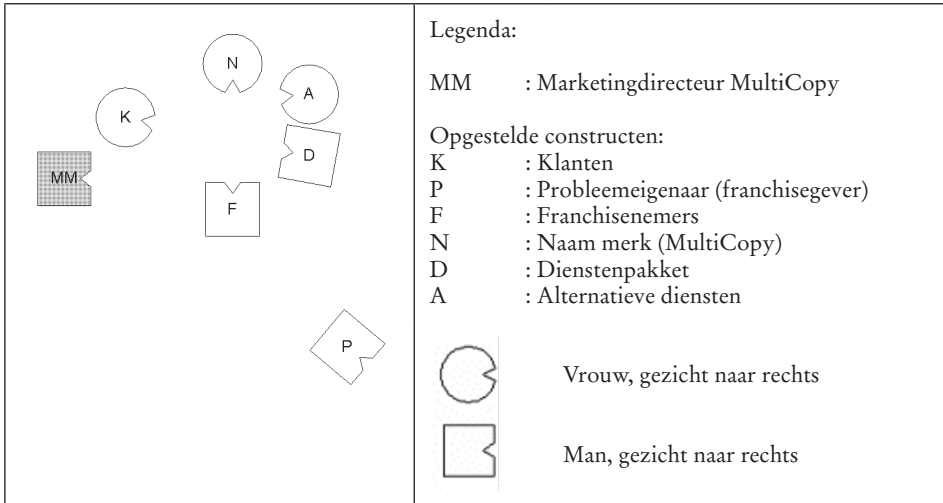 N
A
K
D
MM
F
P
Legenda:
MM : Marketingdirecteur MultiCopy
Opgestelde constructen:
K : Klanten
P : Probleemeigenaar (franchisegever)
F : Franchisenemers
N : Naam merk (MultiCopy)
D : Dienstenpakket
A : Alternatieve diensten
Vrouw, gezicht naar rechts
Man, gezicht naar rechts